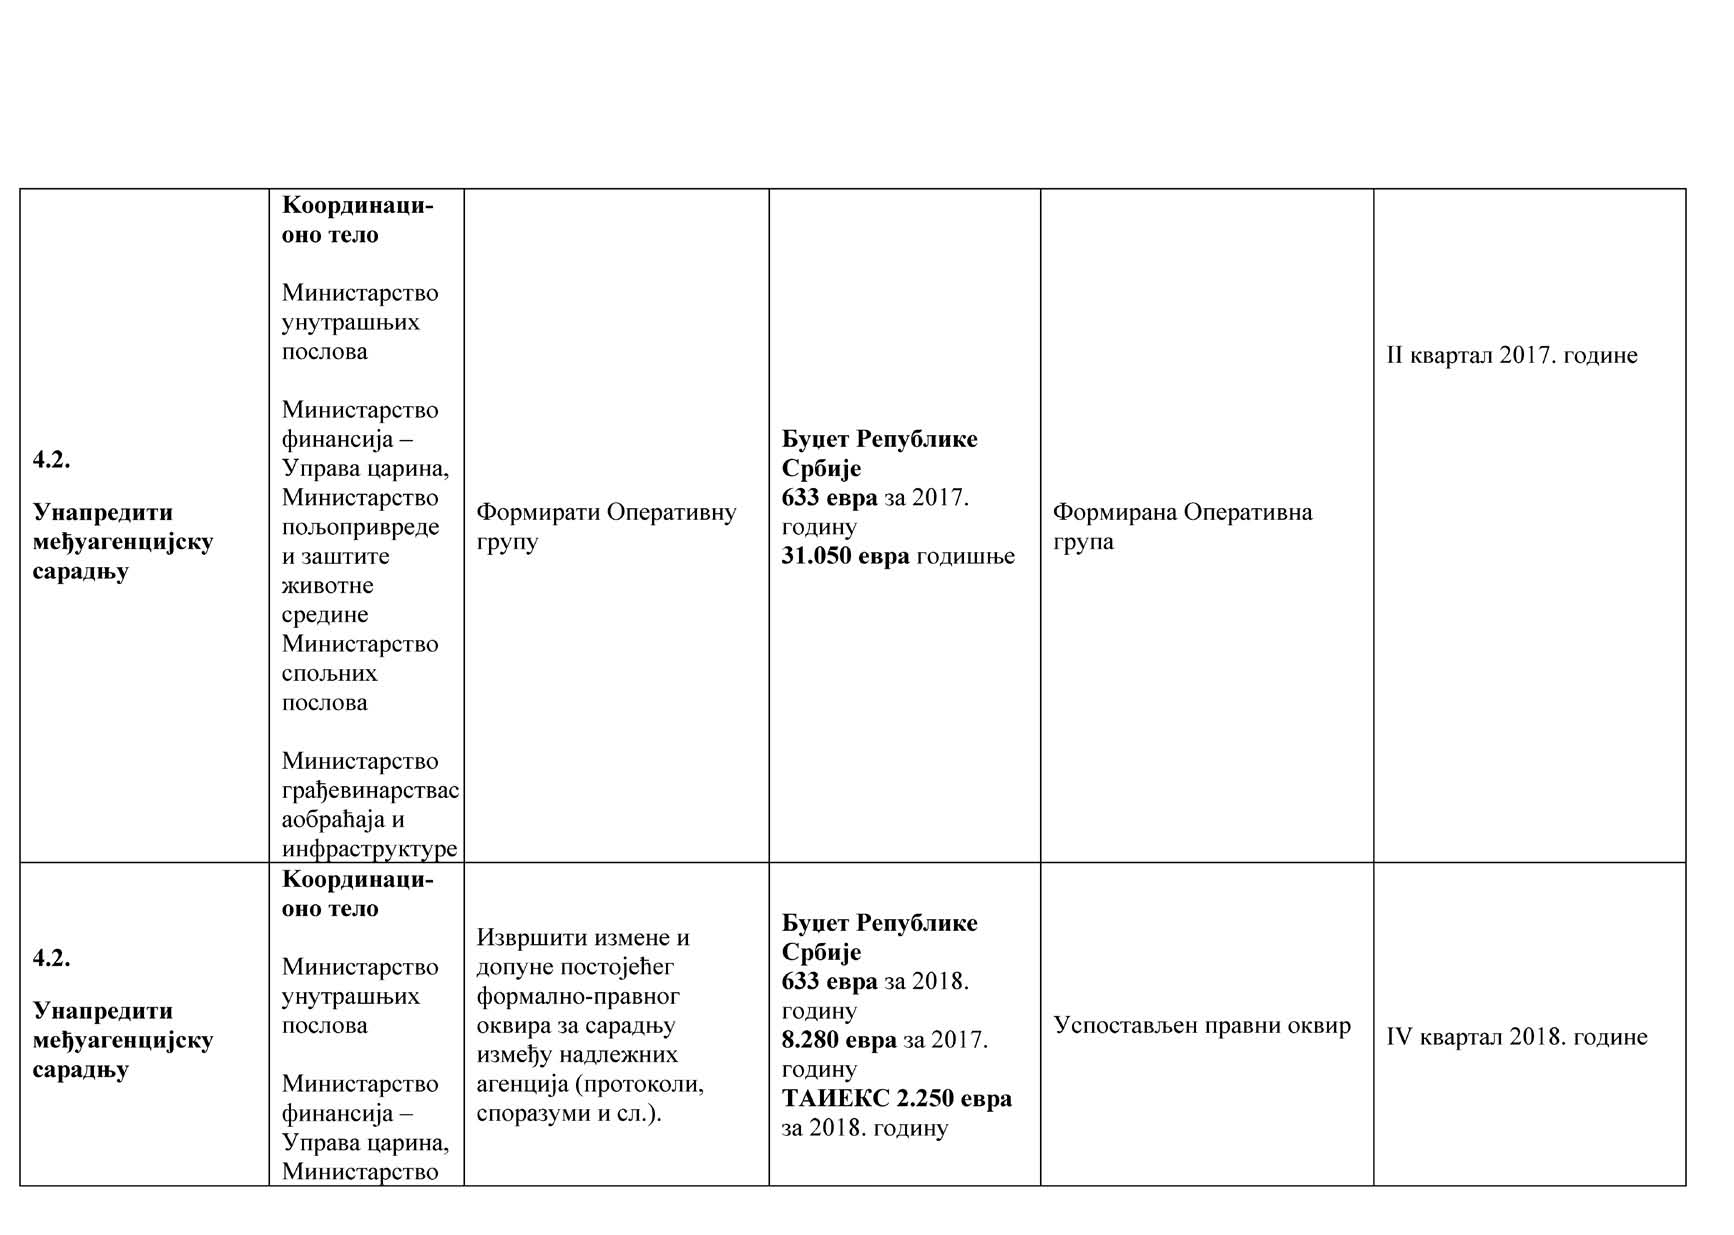 4.2.
Унапредити
међуагенцијску
сарадњу
Координаци-
оно тело
Министарство
унутрашњих
послова
Министарство
финансија –
Управа царина,
Министарство
пољопривреде
и заштите
животне
средине
Министарство
спољних
послова
Министарство
грађевинарствас
аобраћаја и
инфраструктуре
Формирати Оперативну
групу
Буџет Републике
Србије
633 евра за 2017.
годину
31.050 евра годишње
Формирана Оперативна
група
II квартал 2017. године
4.2.
Унапредити
међуагенцијску
сарадњу
Координаци-
оно тело
Министарство
унутрашњих
послова
Министарство
финансија –
Управа царина,
Министарство
Извршити измене и
допуне постојећег
формално-правног
оквира за сарадњу
између надлежних
агенција (протоколи,
споразуми и сл.).
Буџет Републике
Србије
633 евра за 2018.
годину
8.280 евра за 2017.
годину
ТАИЕКС 2.250 евра
за 2018. годину
Успостављен правни оквир
IV квартал 2018. године